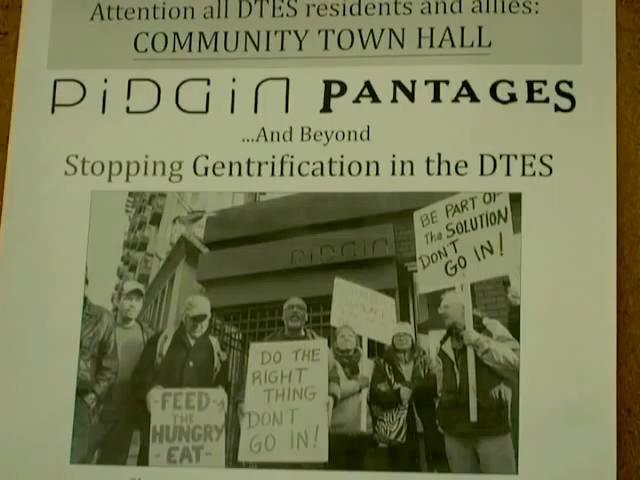 Attention all DTES residents and allies:
COMMUNITY TOWN HALL
PiDGiN PANTAGES
...And Beyond
Stopping Gentrification in the DTES
PiDGiN
BE PART OF
The SOLUTION
DON'T
GO IN!
DO THE
RIGHT
THING
DON'T
GO IN!
-FEED-
THE
HUNGRY
EAT-